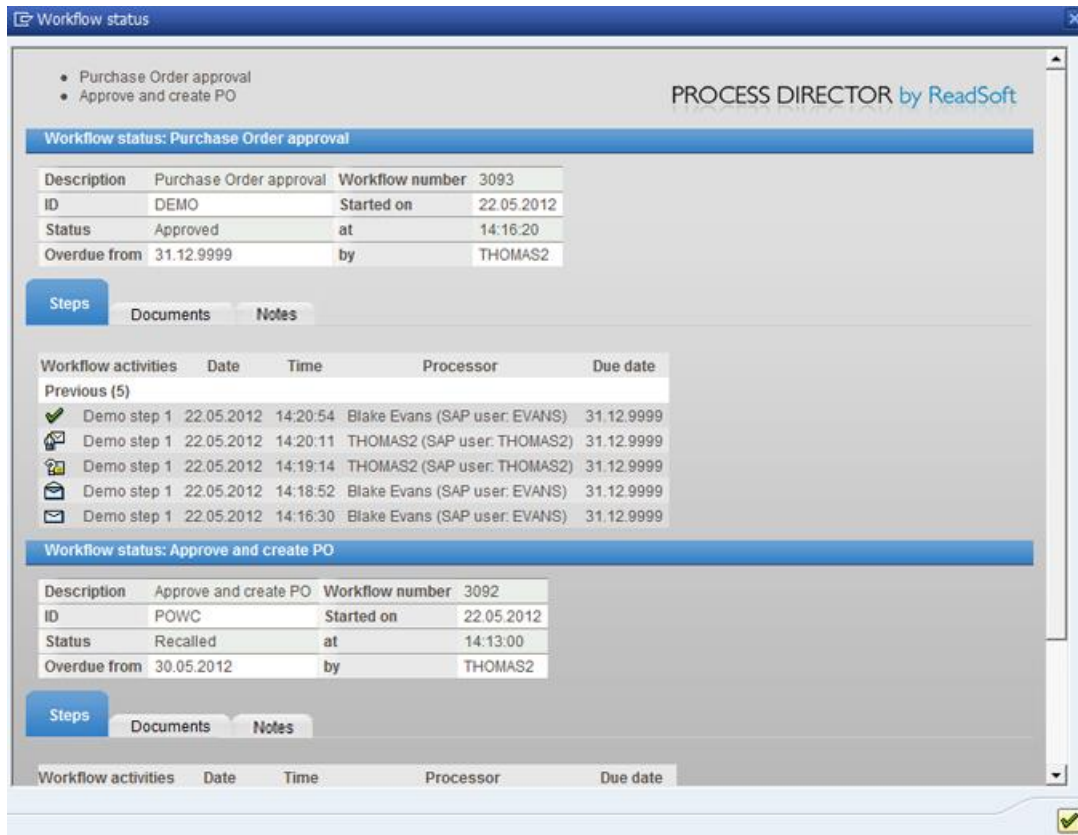 Workflow status
• Purchase Order approval
• Approve and create PO
PROCESS DIRECTOR by ReadSoft
Workflow status: Purchase Order approval
Description Purchase Order approval Workflow number 3093
ID DEMO Started on 22.05.2012
Status Approved at 14:16:20
Overdue from 31.12.9999 by THOMAS2
Steps Documents Notes
Workflow activities Date Time Processor Due date
Previous (5)
Demo step 1 22.05.2012 14:20:54 Blake Evans (SAP user: EVANS) 31.12.9999
Demo step 1 22.05.2012 14:20:11 THOMAS2 (SAP user: THOMAS2) 31.12.9999
Demo step 1 22.05.2012 14:19:14 THOMAS2 (SAP user: THOMAS2) 31.12.9999
Demo step 1 22.05.2012 14:18:52 Blake Evans (SAP user: EVANS) 31.12.9999
Demo step 1 22.05.2012 14:16:30 Blake Evans (SAP user: EVANS) 31.12.9999
Workflow status: Approve and create PO
Description Approve and create PO Workflow number 3092
ID POWC Started on 22.05.2012
Status Recalled at 14:13:00
Overdue from 30.05.2012 by THOMAS2
Steps Documents Notes
Workflow activities Date Time Processor Due date